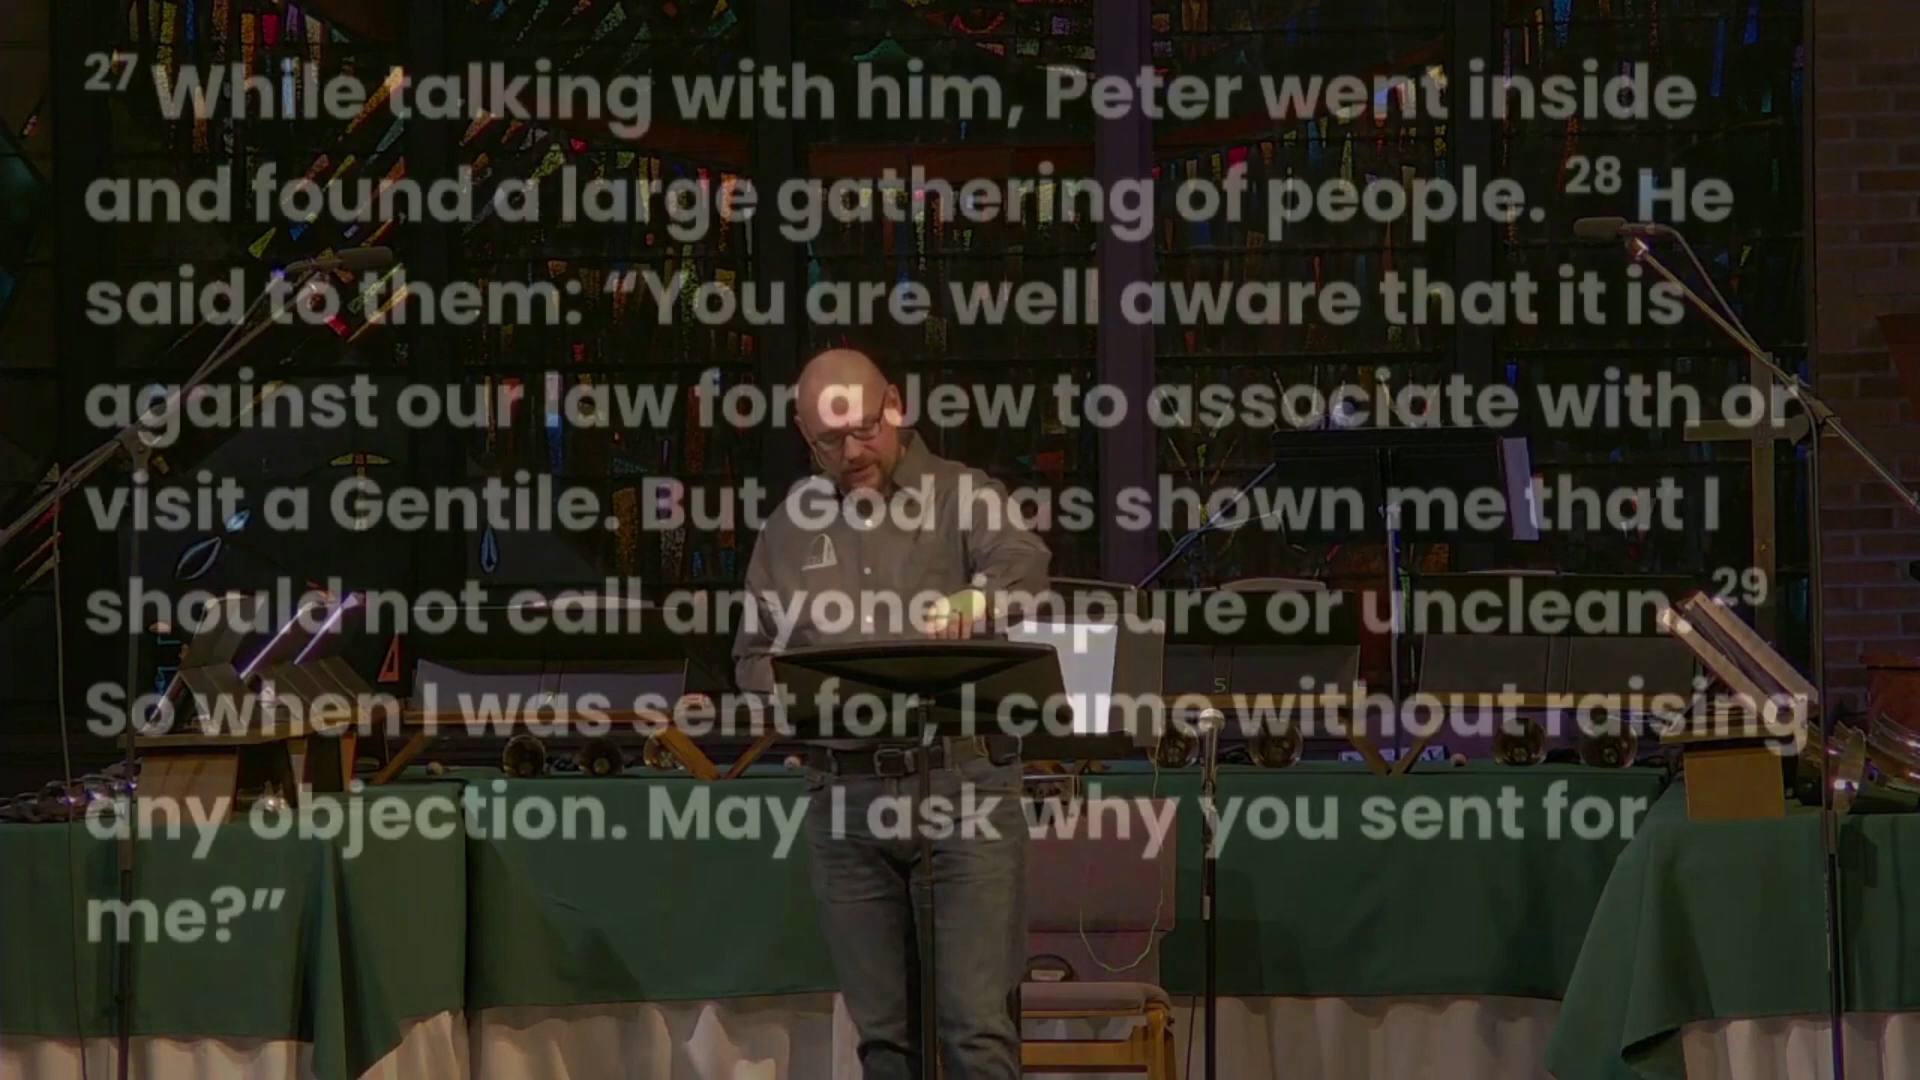 27 While talking with him, Peter went inside
and found a large gathering of people. 28 He
said to them: “You are well aware that it is
against our law for a Jew to associate with or
visit a Gentile. But God has shown me that I
should not call anyone impure or unclean. 29
So when I was sent for, I came without raising
any objection. May I ask why you sent for
me?”
5